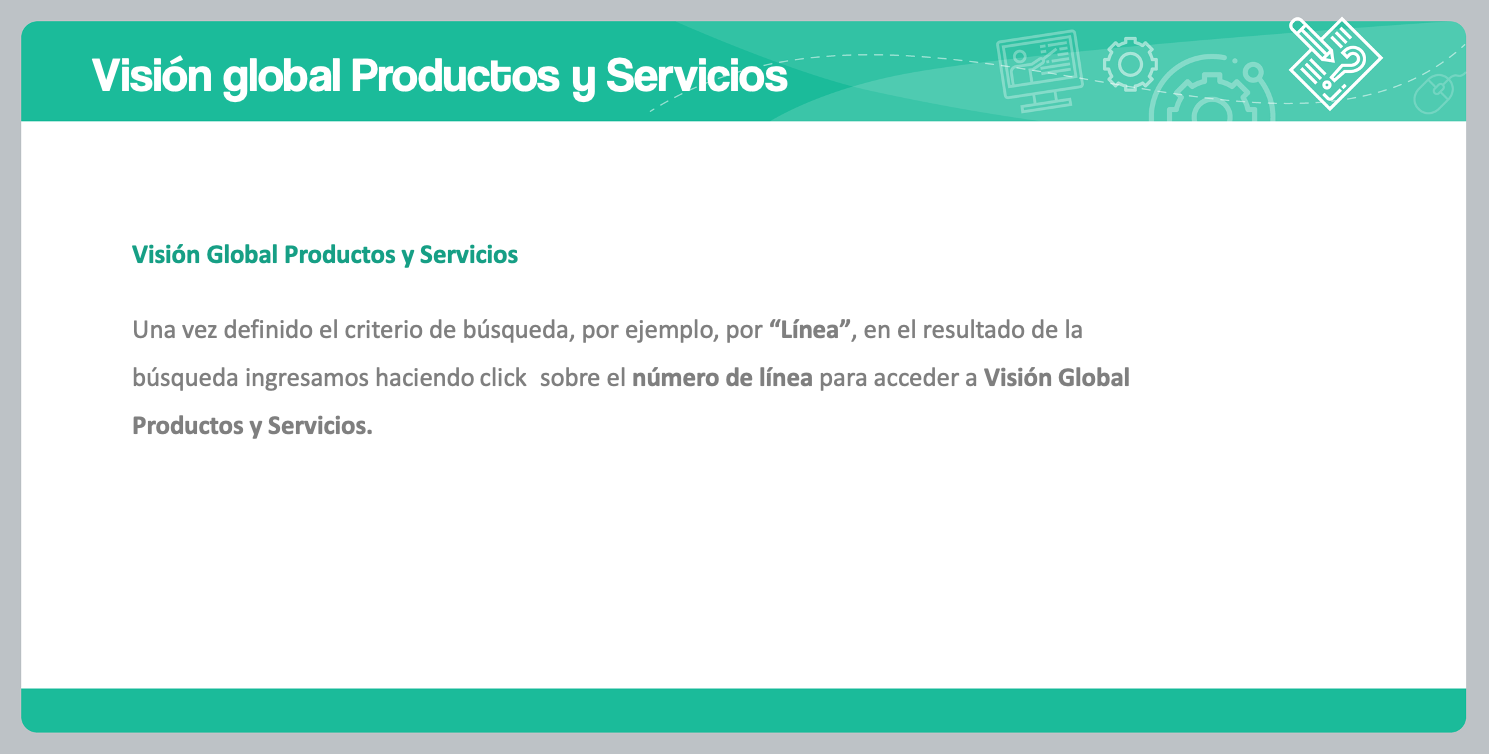 Visión global Productos y Servicios
Visión Global Productos y Servicios
Una vez definido el criterio de búsqueda, por ejemplo, por “Línea”, en el resultado de la
búsqueda ingresamos haciendo click  sobre el número de línea para acceder a Visión Global
Productos y Servicios.